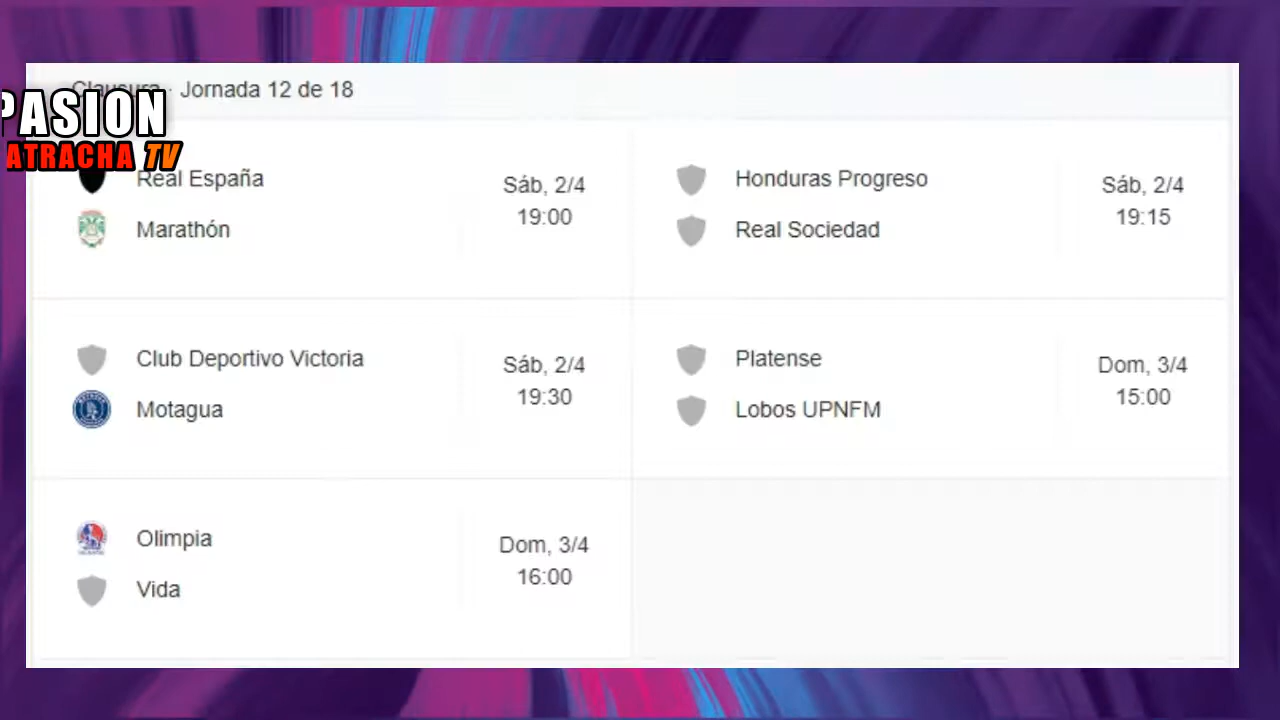 Clausura · Jornada 12 de 18
PASION
ATRACHA TV
Real España
Marathón
Sáb, 2/4
19:00
Honduras Progreso
Real Sociedad
Sáb, 2/4
19:15
Club Deportivo Victoria
Motagua
Sáb, 2/4
19:30
Platense
Lobos UPNFM
Dom, 3/4
15:00
Olimpia
Vida
Dom, 3/4
16:00